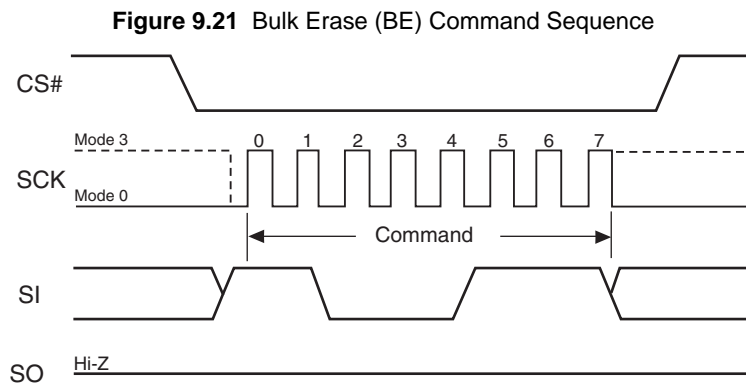 Figure 9.21 Bulk Erase (BE) Command Sequence
CS#
Mode 3
0 1 2 3 4 5 6 7
SCK
Mode 0
Command
SI
Hi-Z
SO